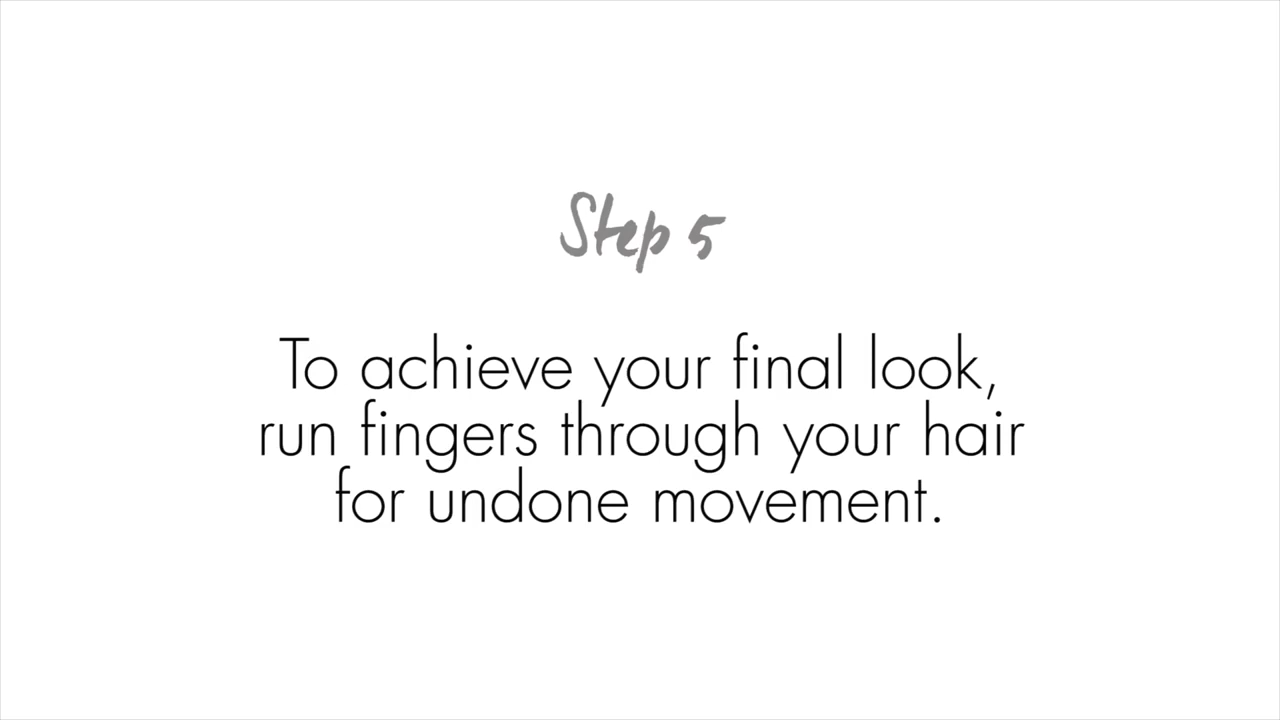 Step 5
To achieve your final look,
run fingers through your hair
for undone movement.